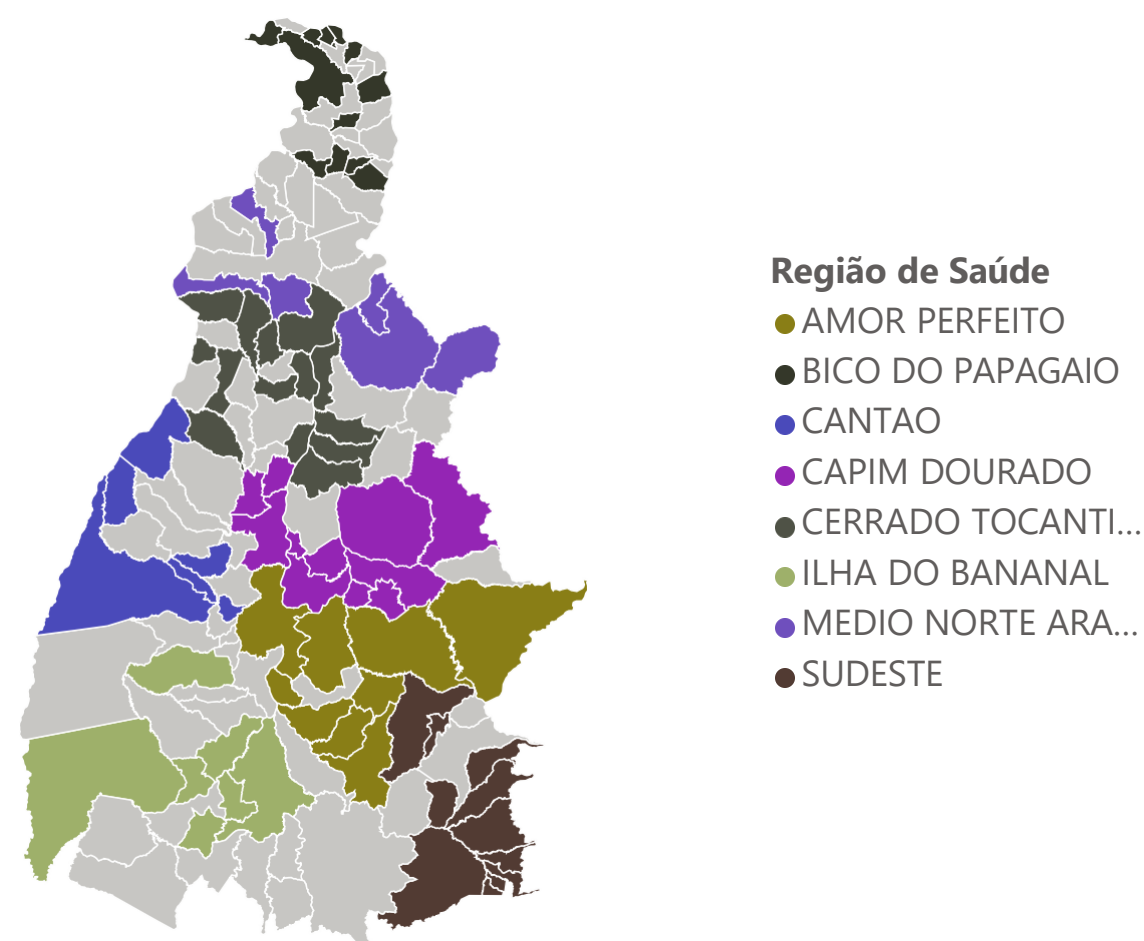 Região de Saúde
AMOR PERFEITO
BICO DO PAPAGAIO
CANTAO
CAPIM DOURADO
CERRADO TOCANTI...
ILHA DO BANANAL
MEDIO NORTE ARA...
SUDESTE